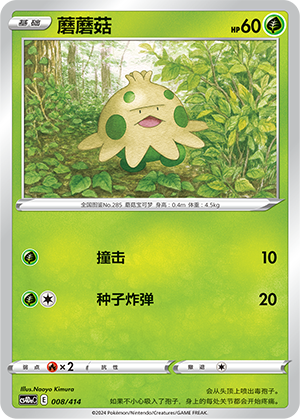 基础 蘑蘑菇 HP60
全国图鉴No.285 蘑菇宝可梦 身高：0.4m 体重：4.5kg
撞击 10
种子炸弹 20
弱点 ×2 抗性 撤退
Illus.Naoyo Kimura
CS4DaC E 008/414
会从头顶喷出毒孢子。
如果不小心吸入了孢子，身上的每处关节都会开始疼痛。
©2024 Pokémon/Nintendo/Creatures/GAME FREAK.